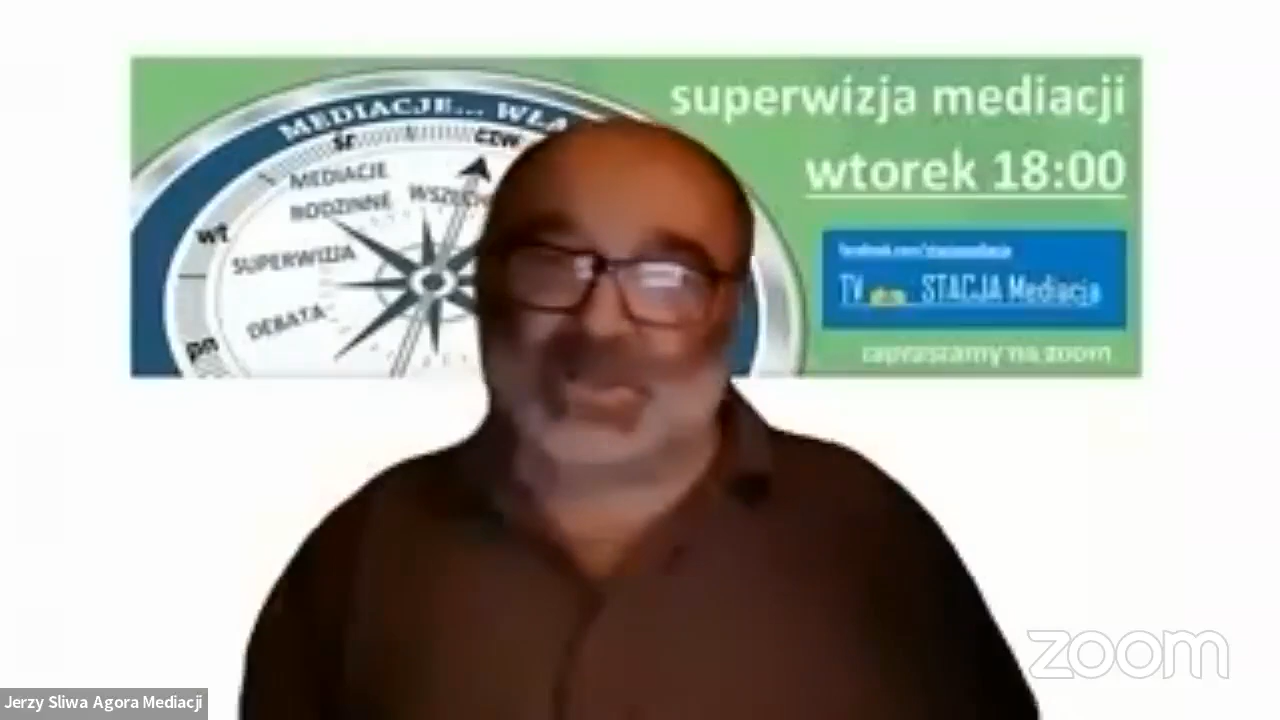 superwizja mediacji
wtorek 18:00
MEDIACJE... WŁA
śr
czw
MEDIACJE
RODZINNE
WSZECH
wt
SUPERWIZJA
DEBATA
pn
TV STACJA Mediacja
zapraszamy na zoom
zoom
Jerzy Sliwa Agora Mediacji